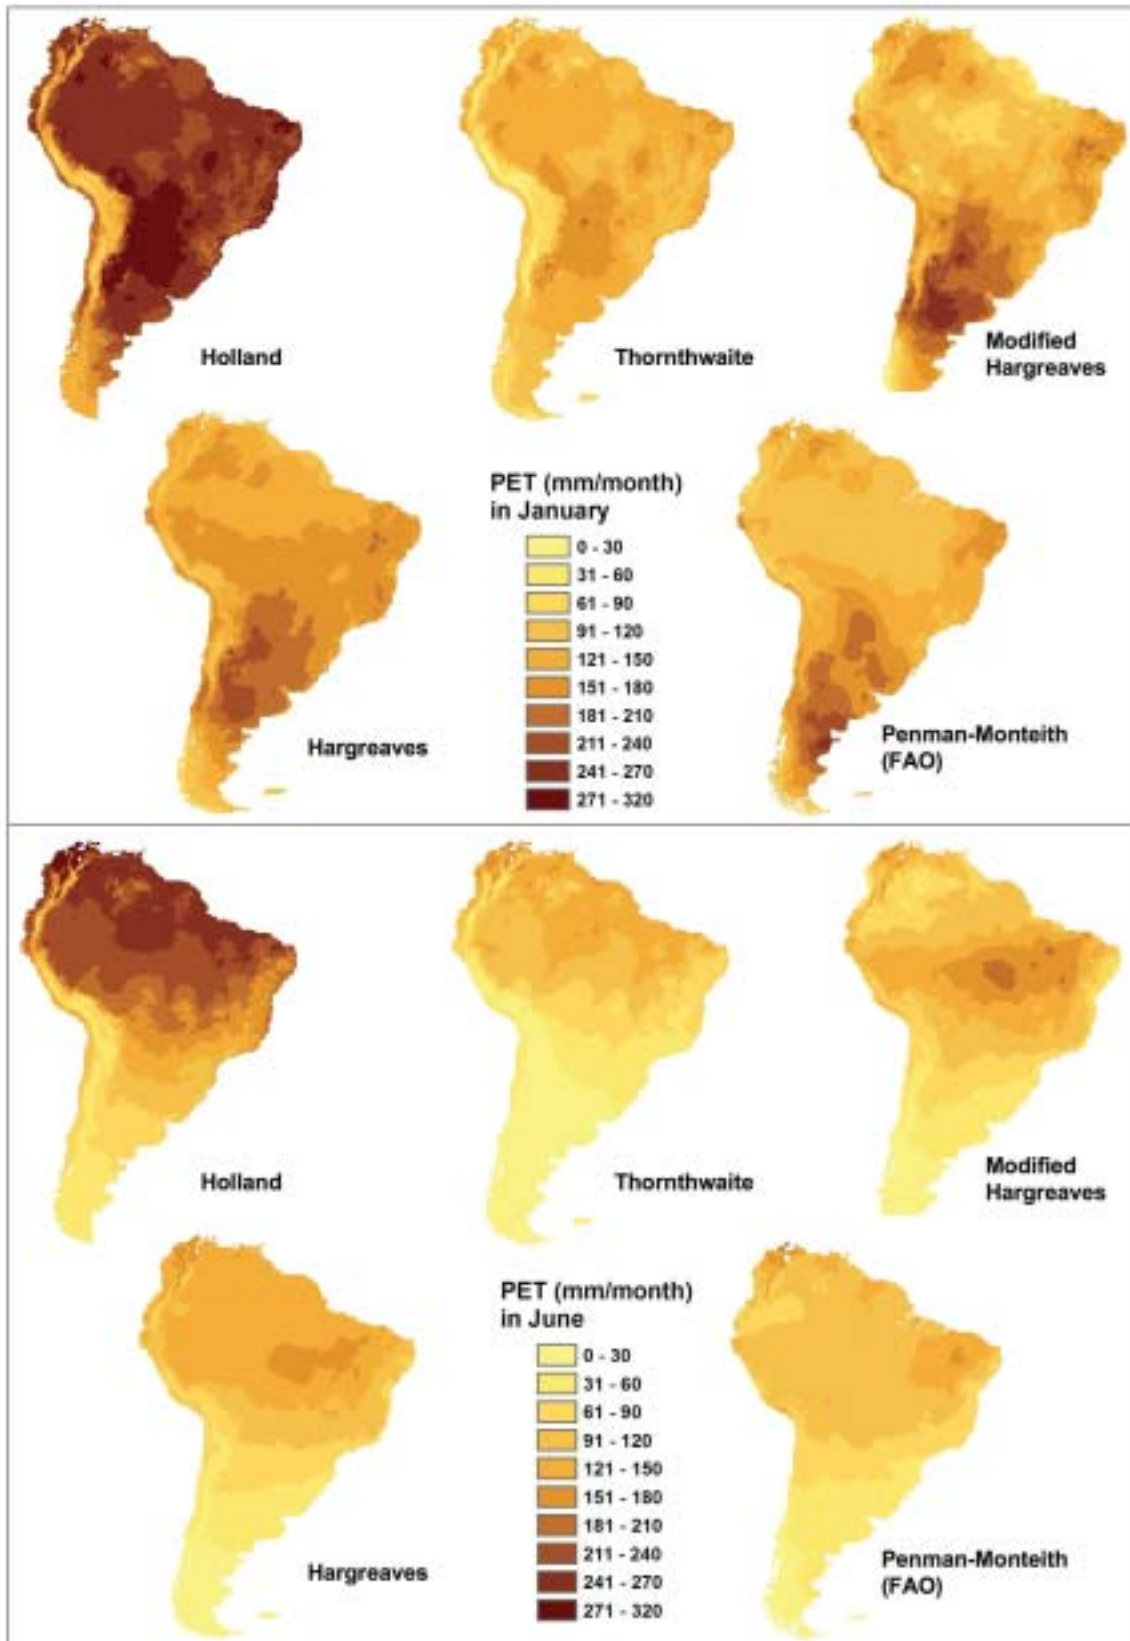 Holland
Thornthwaite
Modified
Hargreaves
PET (mm/month)
in January
0 - 30
31 - 60
61 - 90
91 - 120
121 - 150
151 - 180
181 - 210
211 - 240
241 - 270
271 - 320
Hargreaves
Penman-Monteith
(FAO)
Holland
Thornthwaite
Modified
Hargreaves
PET (mm/month)
in June
0 - 30
31 - 60
61 - 90
91 - 120
121 - 150
151 - 180
181 - 210
211 - 240
241 - 270
271 - 320
Hargreaves
Penman-Monteith
(FAO)